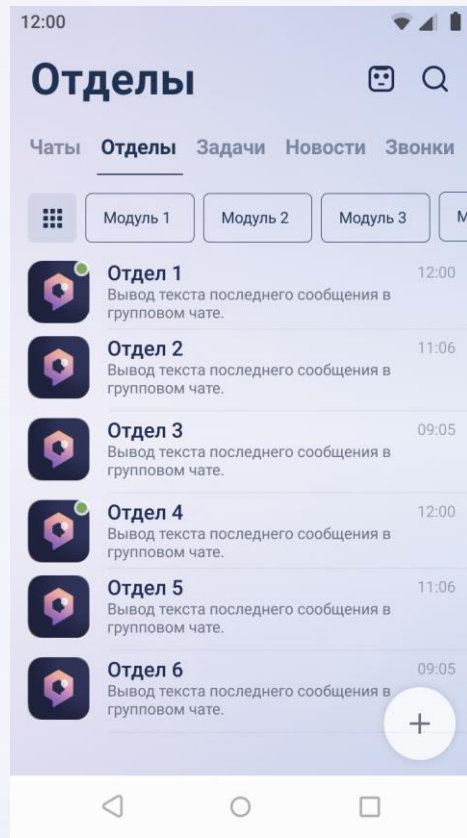 12:00
Отделы
Чаты Отделы Задачи Новости Звонки
Модуль 1 Модуль 2 Модуль 3 М
Отдел 1 12:00
Вывод текста последнего сообщения в
групповом чате.
Отдел 2 11:06
Вывод текста последнего сообщения в
групповом чате.
Отдел 3 09:05
Вывод текста последнего сообщения в
групповом чате.
Отдел 4 12:00
Вывод текста последнего сообщения в
групповом чате.
Отдел 5 11:06
Вывод текста последнего сообщения в
групповом чате.
Отдел 6 09:05
Вывод текста последнего сообщения в
групповом чате.